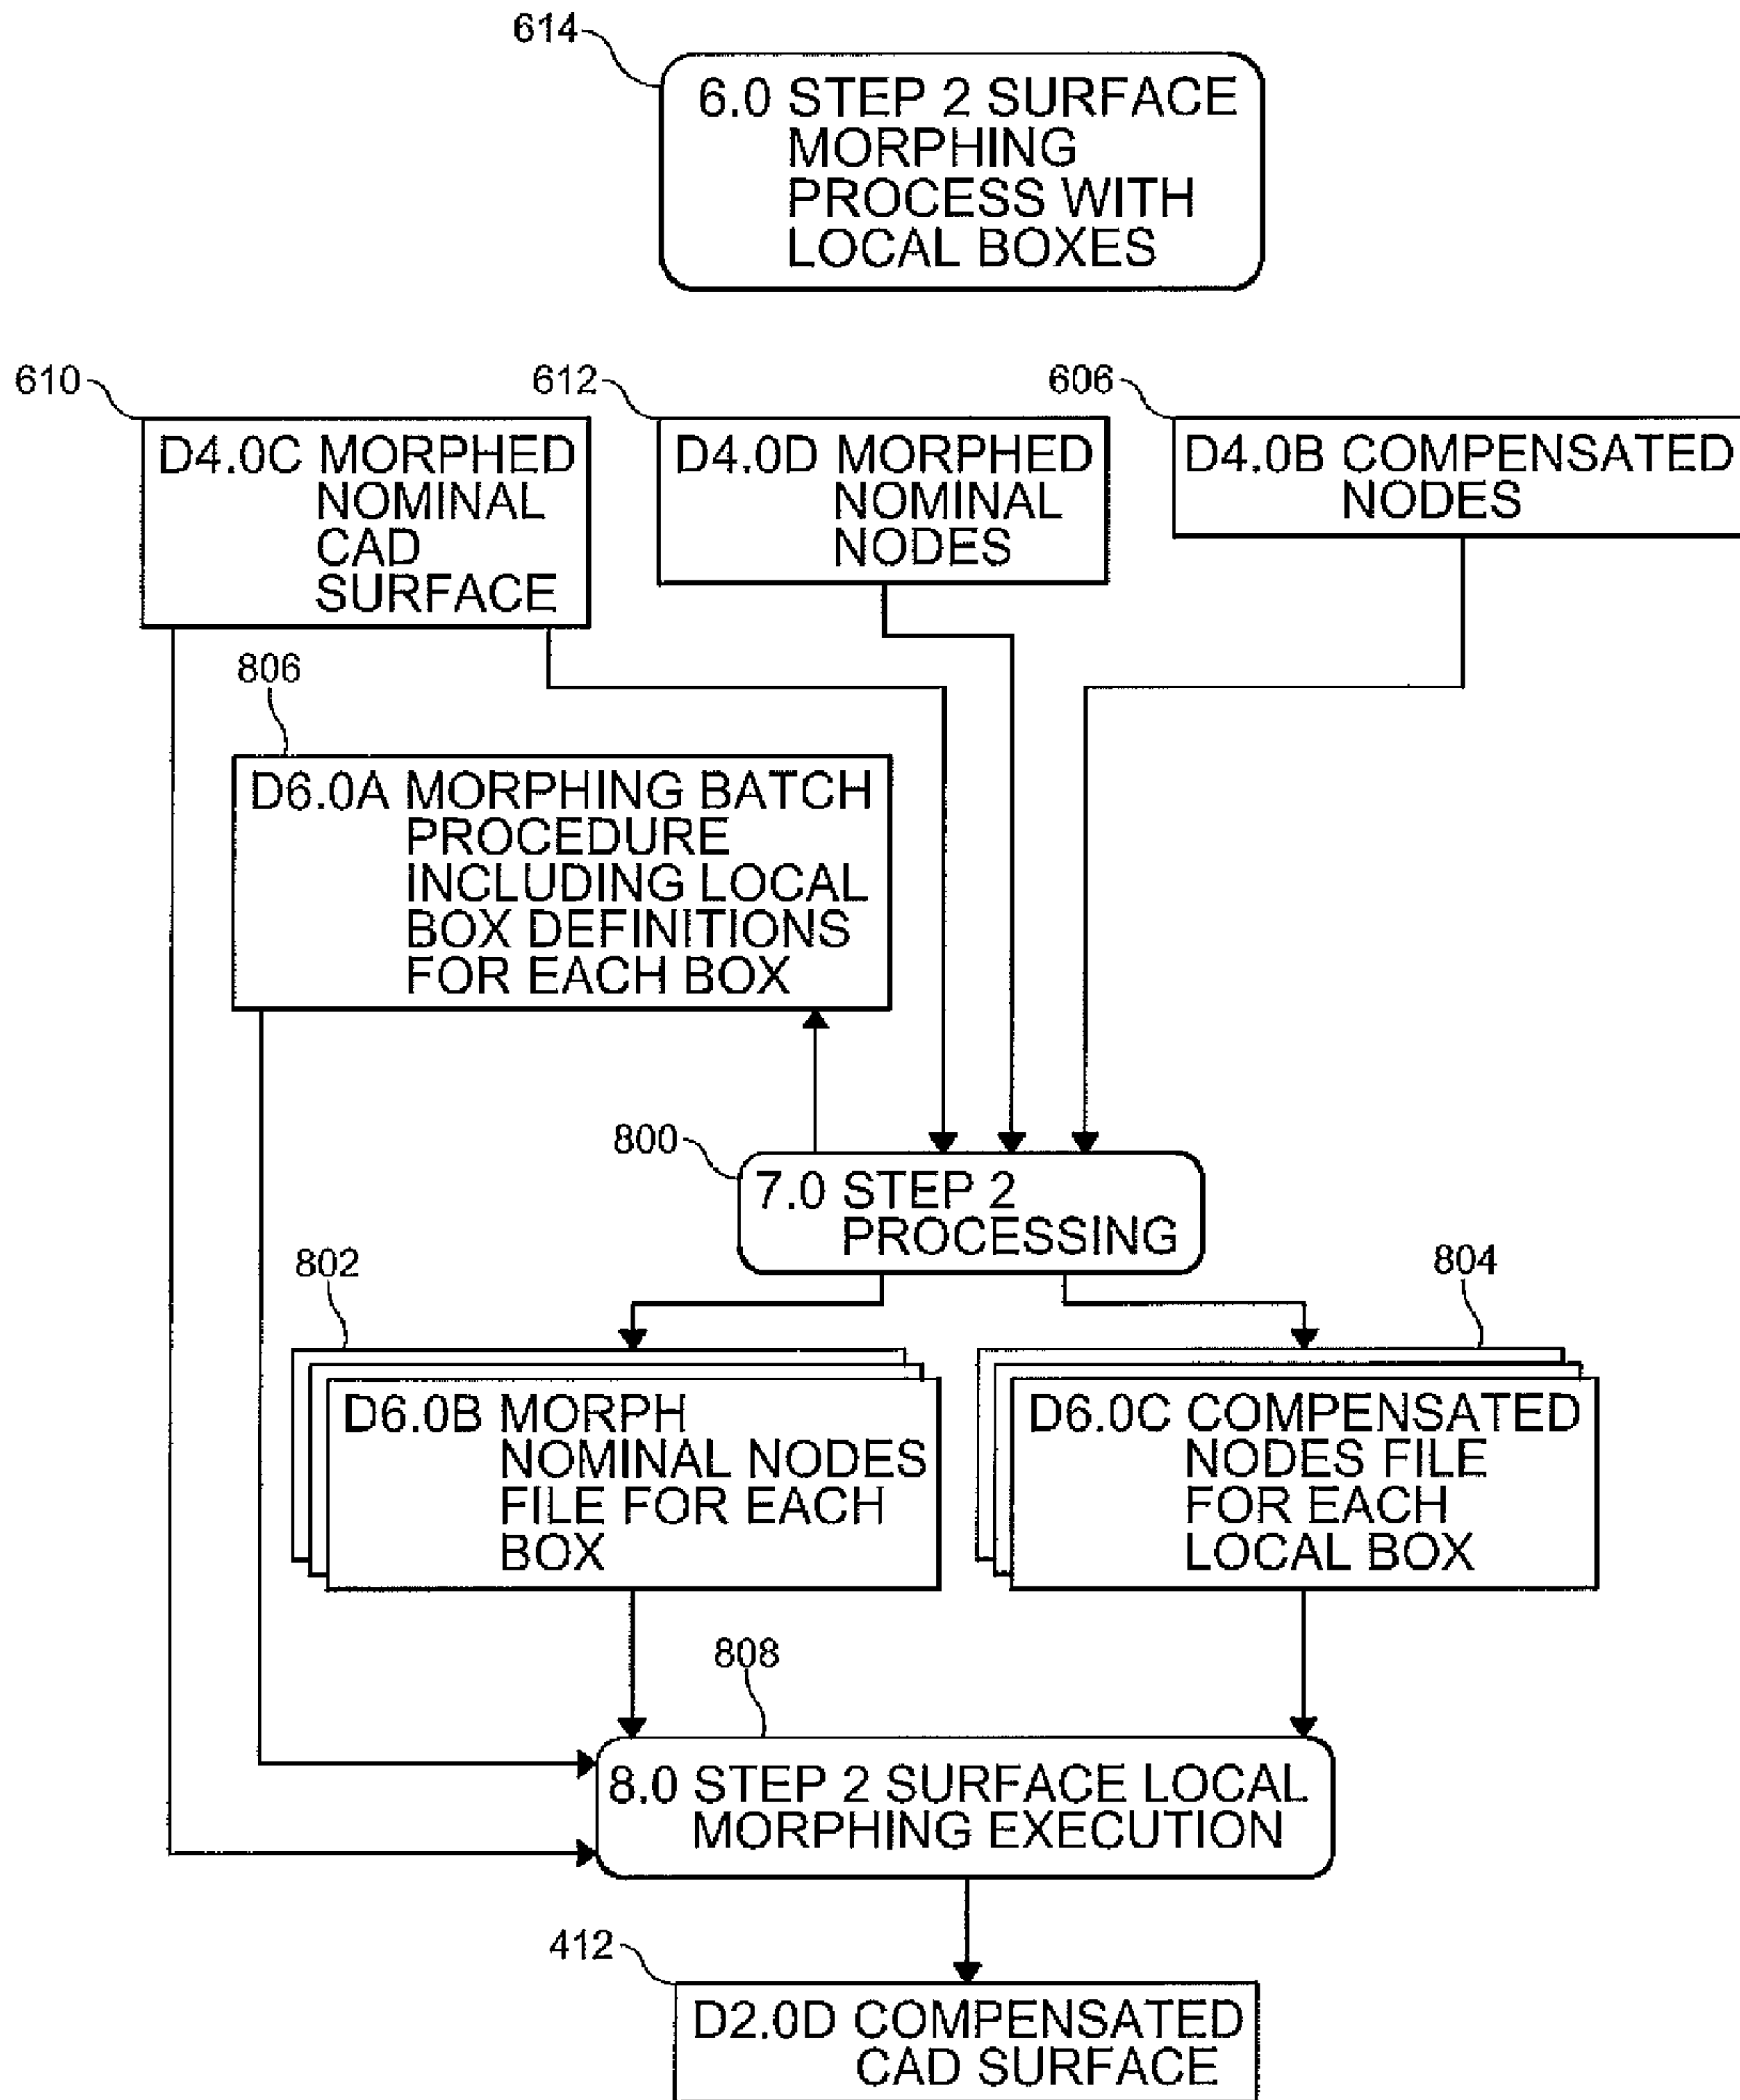 614
6.0 STEP 2 SURFACE
MORPHING
PROCESS WITH
LOCAL BOXES
610
D4.0C MORPHED
NOMINAL
CAD
SURFACE
612
D4.0D MORPHED
NOMINAL
NODES
606
D4.0B COMPENSATED
NODES
806
D6.0A MORPHING BATCH
PROCEDURE
INCLUDING LOCAL
BOX DEFINITIONS
FOR EACH BOX
800
7.0 STEP 2
PROCESSING
802
D6.0B MORPH
NOMINAL NODES
FILE FOR EACH
BOX
804
D6.0C COMPENSATED
NODES FILE
FOR EACH
LOCAL BOX
808
8.0 STEP 2 SURFACE LOCAL
MORPHING EXECUTION
412
D2.0D COMPENSATED
CAD SURFACE